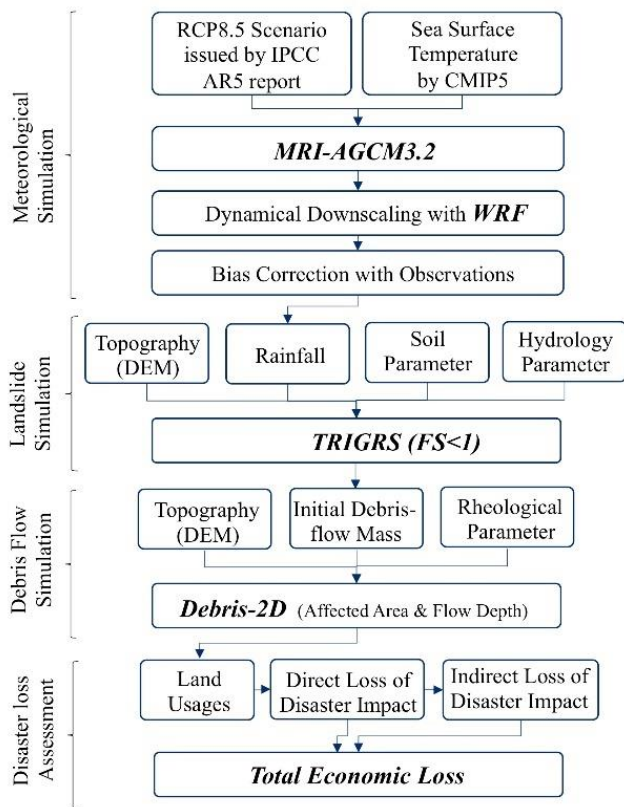 Meteorological
Simulation
RCP8.5 Scenario
issued by IPCC
AR5 report
Sea Surface
Temperature
by CMIP5
MRI-AGCM3.2
Dynamical Downscaling with WRF
Bias Correction with Observations
Landslide
Simulation
Topography
(DEM)
Rainfall
Soil
Parameter
Hydrology
Parameter
TRIGRS (FS<1)
Debris Flow
Simulation
Topography
(DEM)
Initial Debris-
flow Mass
Rheological
Parameter
Debris-2D (Affected Area & Flow Depth)
Disaster loss
Assessment
Land
Usages
Direct Loss of
Disaster Impact
Indirect Loss of
Disaster Impact
Total Economic Loss